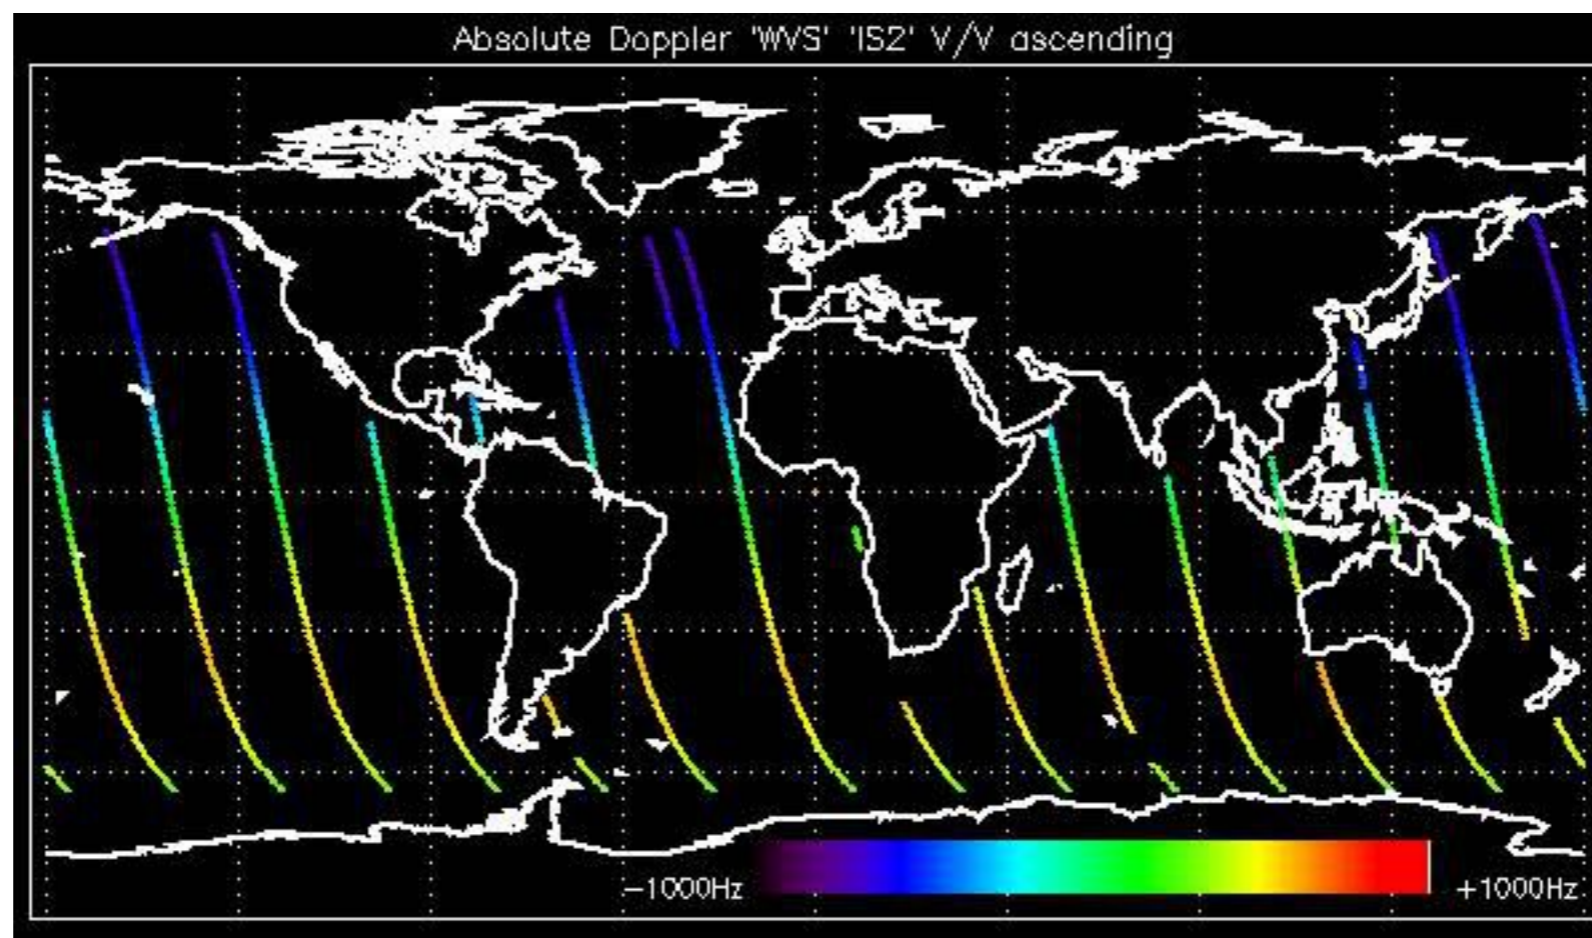 Absolute Doppler 'WVS' 'IS2' V/V ascending
−1000Hz +1000Hz